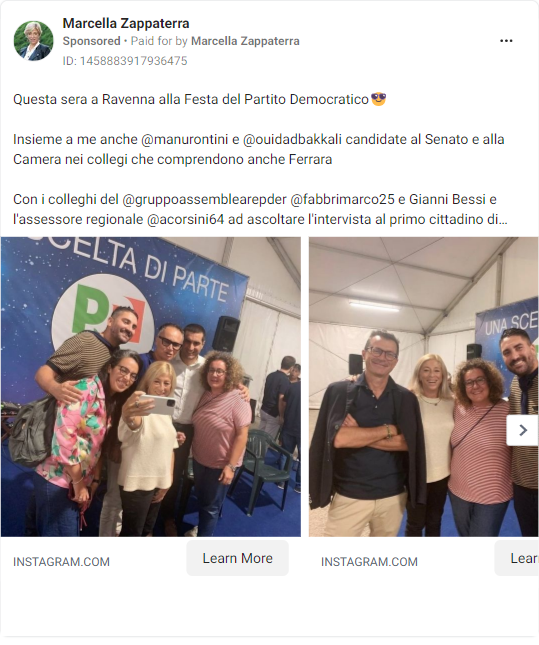 Marcella Zappaterra
Sponsored • Paid for by Marcella Zappaterra
ID: 1458883917936475
Questa sera a Ravenna alla Festa del Partito Democratico😎
Insieme a me anche @manurontini e @ouidadbakkali candidate al Senato e alla
Camera nei collegi che comprendono anche Ferrara
Con i colleghi del @gruppoassemblearepder @fabbrimarco25 e Gianni Bessi e
l'assessore regionale @acorsini64 ad ascoltare l'intervista al primo cittadino di...
SCELTA DI PARTE
PD
UNA SCE
INSTAGRAM.COM
Learn More
INSTAGRAM.COM
Lear